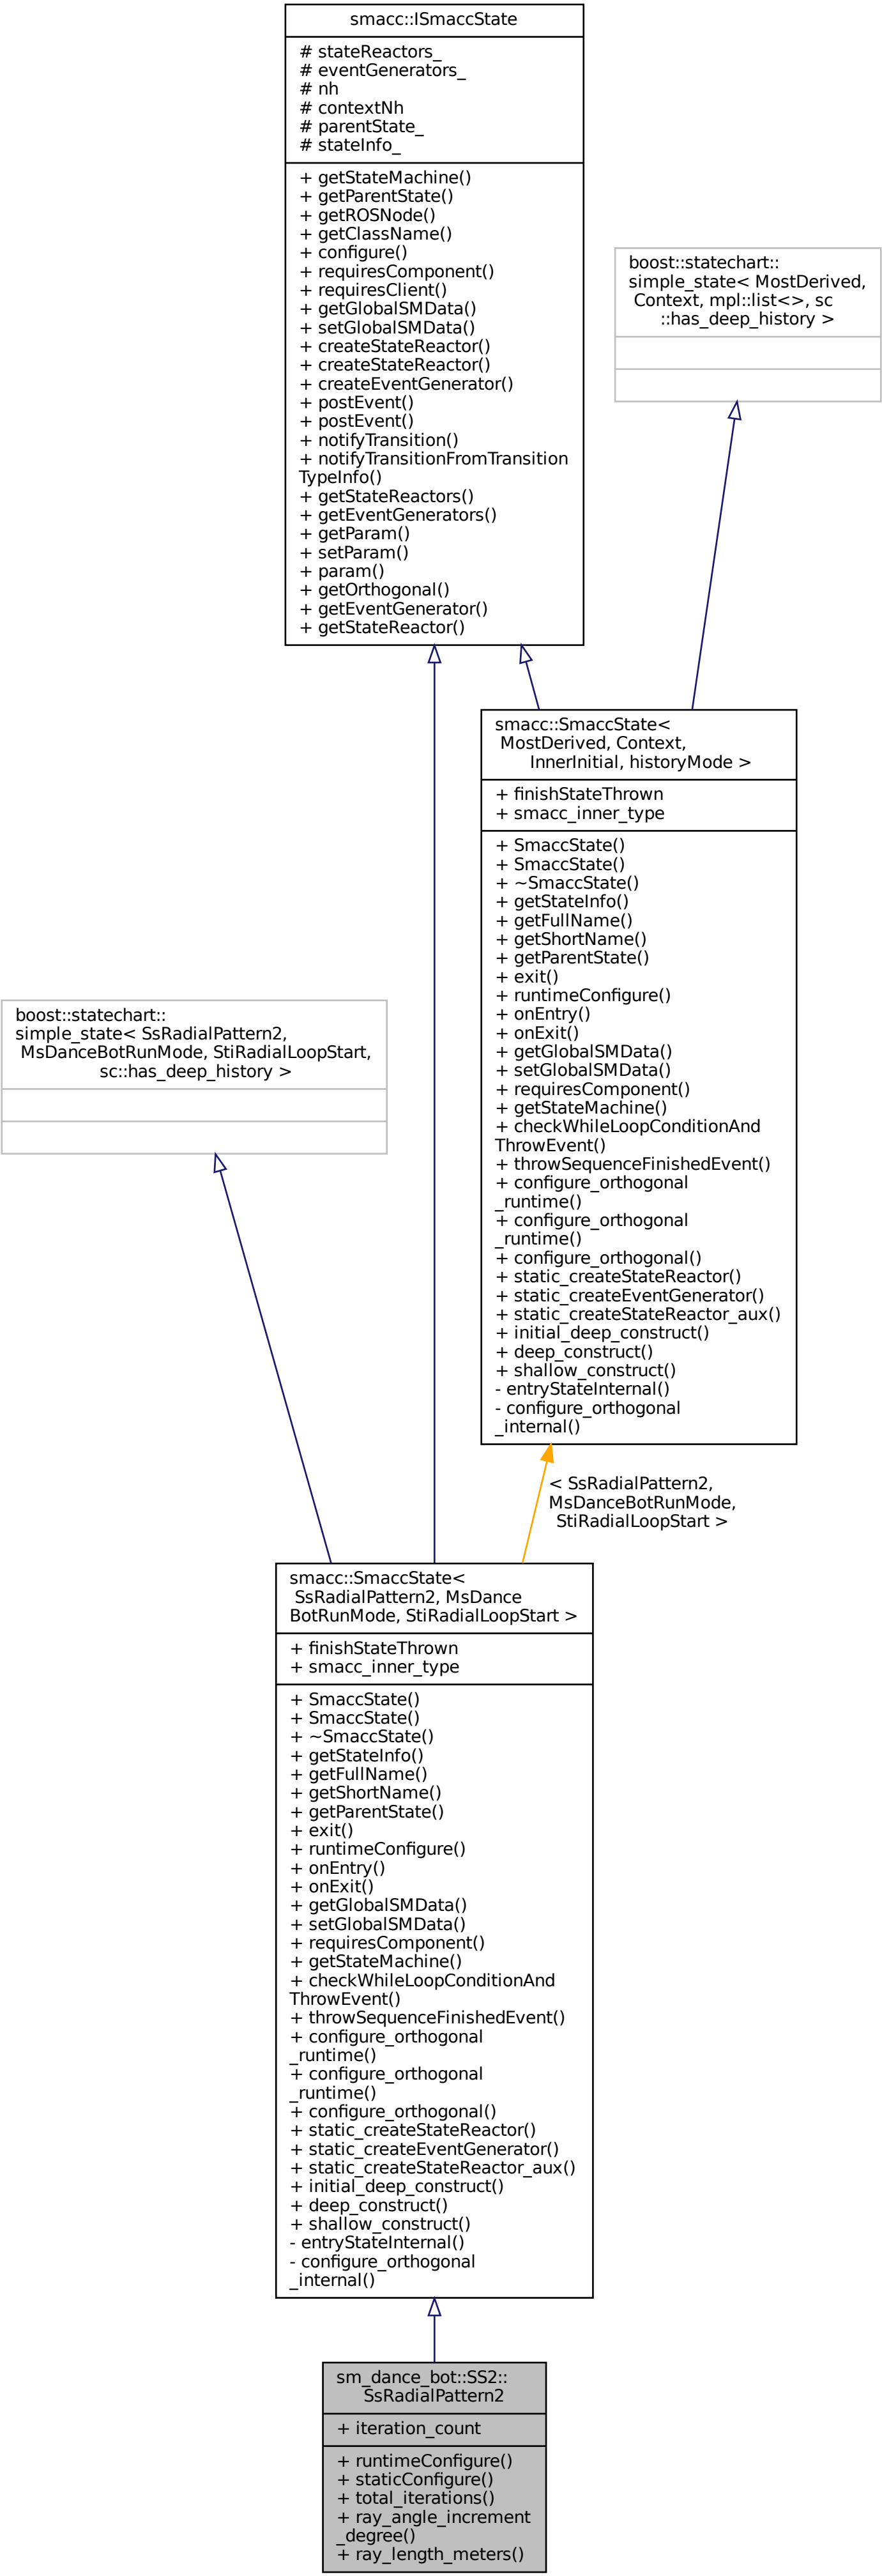 smacc::ISmaccState
# stateReactors_
# eventGenerators_
# nh
# contextNh
# parentState_
# stateInfo_
+ getStateMachine()
+ getParentState()
+ getROSNode()
+ getClassName()
+ configure()
+ requiresComponent()
+ requiresClient()
+ getGlobalSMData()
+ setGlobalSMData()
+ createStateReactor()
+ createStateReactor()
+ createEventGenerator()
+ postEvent()
+ postEvent()
+ notifyTransition()
+ notifyTransitionFromTransition
TypeInfo()
+ getStateReactors()
+ getEventGenerators()
+ getParam()
+ setParam()
+ param()
+ getOrthogonal()
+ getEventGenerator()
+ getStateReactor()
boost::statechart::
simple_state< MostDerived,
Context, mpl::list<>, sc
::has_deep_history >
smacc::SmaccState<
MostDerived, Context,
InnerInitial, historyMode >
+ finishStateThrown
+ smacc_inner_type
+ SmaccState()
+ SmaccState()
+ ~SmaccState()
+ getStateInfo()
+ getFullName()
+ getShortName()
+ getParentState()
+ exit()
+ runtimeConfigure()
+ onEntry()
+ onExit()
+ getGlobalSMData()
+ setGlobalSMData()
+ requiresComponent()
+ getStateMachine()
+ checkWhileLoopConditionAnd
ThrowEvent()
+ throwSequenceFinishedEvent()
+ configure_orthogonal
_runtime()
+ configure_orthogonal
_runtime()
+ configure_orthogonal()
+ static_createStateReactor()
+ static_createEventGenerator()
+ static_createStateReactor_aux()
+ initial_deep_construct()
+ deep_construct()
+ shallow_construct()
- entryStateInternal()
- configure_orthogonal
_internal()
boost::statechart::
simple_state< SsRadialPattern2,
MsDanceBotRunMode, StiRadialLoopStart,
sc::has_deep_history >
< SsRadialPattern2,
MsDanceBotRunMode,
StiRadialLoopStart >
smacc::SmaccState<
SsRadialPattern2, MsDance
BotRunMode, StiRadialLoopStart >
+ finishStateThrown
+ smacc_inner_type
+ SmaccState()
+ SmaccState()
+ ~SmaccState()
+ getStateInfo()
+ getFullName()
+ getShortName()
+ getParentState()
+ exit()
+ runtimeConfigure()
+ onEntry()
+ onExit()
+ getGlobalSMData()
+ setGlobalSMData()
+ requiresComponent()
+ getStateMachine()
+ checkWhileLoopConditionAnd
ThrowEvent()
+ throwSequenceFinishedEvent()
+ configure_orthogonal
_runtime()
+ configure_orthogonal
_runtime()
+ configure_orthogonal()
+ static_createStateReactor()
+ static_createEventGenerator()
+ static_createStateReactor_aux()
+ initial_deep_construct()
+ deep_construct()
+ shallow_construct()
- entryStateInternal()
- configure_orthogonal
_internal()
sm_dance_bot::SS2::
SsRadialPattern2
+ iteration_count
+ runtimeConfigure()
+ staticConfigure()
+ total_iterations()
+ ray_angle_increment
_degree()
+ ray_length_meters()